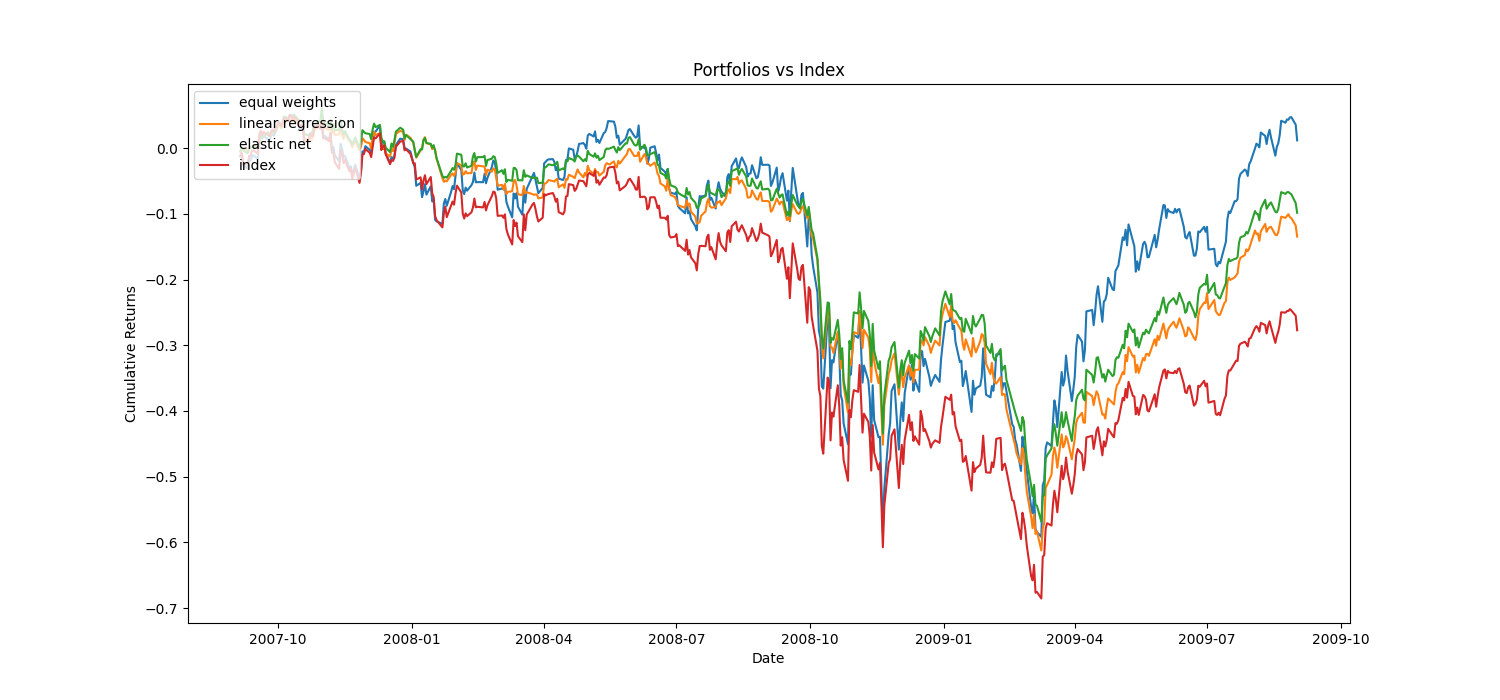 Portfolios vs Index
equal weights
linear regression
elastic net
index
Cumulative Returns
0.0
−0.1
−0.2
−0.3
−0.4
−0.5
−0.6
−0.7
2007-10 2008-01 2008-04 2008-07 2008-10 2009-01 2009-04 2009-07 2009-10
Date